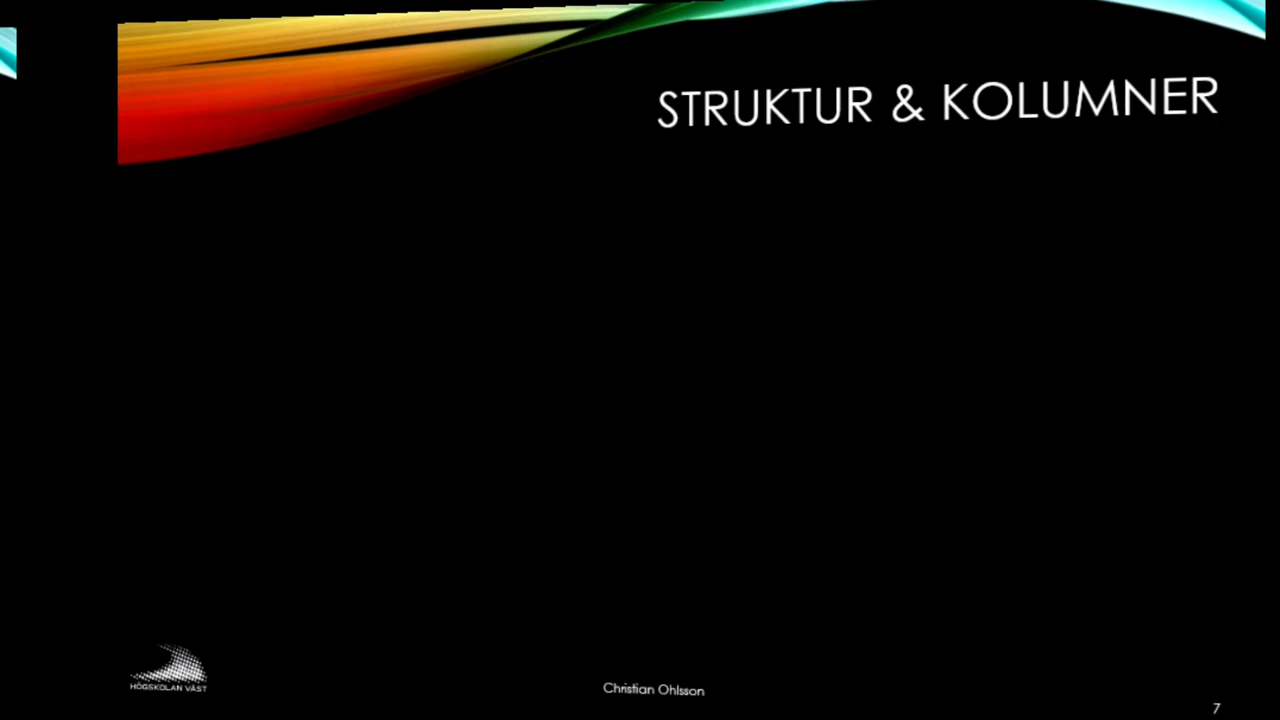 STRUKTUR & KOLUMNER
HÖGSKOLAN VÄST
Christian Ohlsson
7